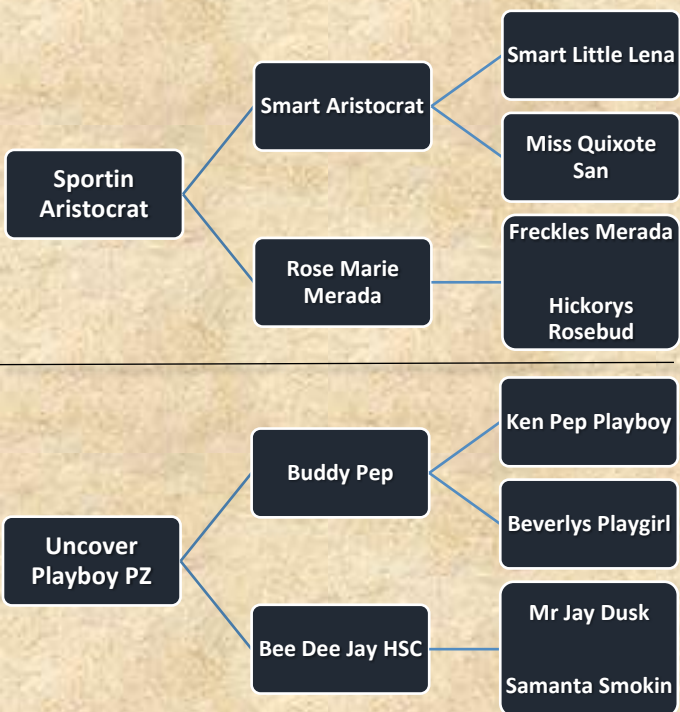 Sportin
Aristocrat
Smart Aristocrat
Smart Little Lena
Miss Quixote
San
Rose Marie
Merada
Freckles Merada
Hickorys
Rosebud
Uncover
Playboy PZ
Buddy Pep
Ken Pep Playboy
Beverlys Playgirl
Bee Dee Jay HSC
Mr Jay Dusk
Samanta Smokin